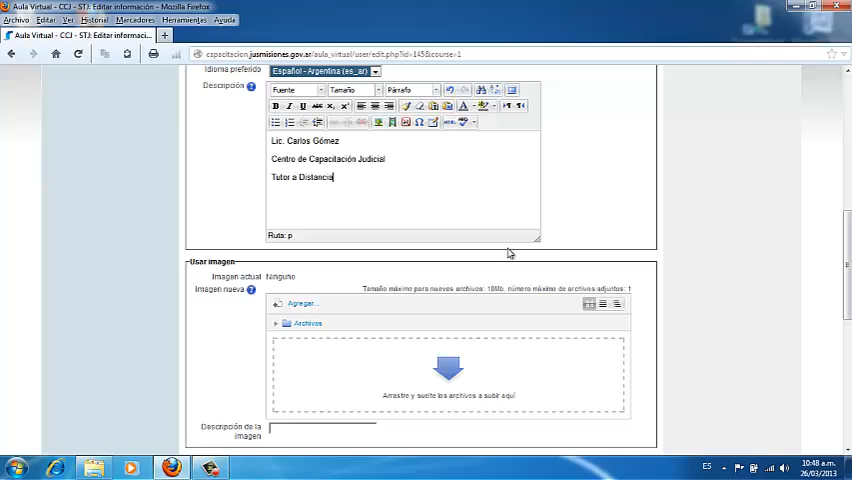 Aula Virtual - CCJ - STJ: Editar información - Mozilla Firefox
Archivo Editar Ver Historial Marcadores Herramientas Ayuda
Aula Virtual - CCJ - STJ: Editar informaci...
capacitacion.jusmisiones.gov.ar/aula_virtual/user/edit.php?id=145&course=1
Idioma preferido Español - Argentina (es_ar)
Descripción
Fuente Tamaño Párrafo
B I U ABC
HTML
Lic. Carlos Gómez
Centro de Capacitación Judicial
Tutor a Distancia
Ruta: p
Usar imagen
Imagen actual Ninguno
Imagen nueva Tamaño máximo para nuevos archivos: 16Mb, número máximo de archivos adjuntos: 1
Agregar...
Archivos
Arrastre y suelte los archivos a subir aquí
Descripción de la
imagen
ES 10:48 a.m.
26/03/2013